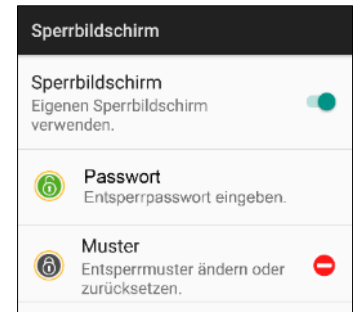 Sperrbildschirm
Sperrbildschirm
Eigenen Sperrbildschirm
verwenden.
Passwort
Entsperrpasswort eingeben.
Muster
Entsperrmuster ändern oder
zurücksetzen.